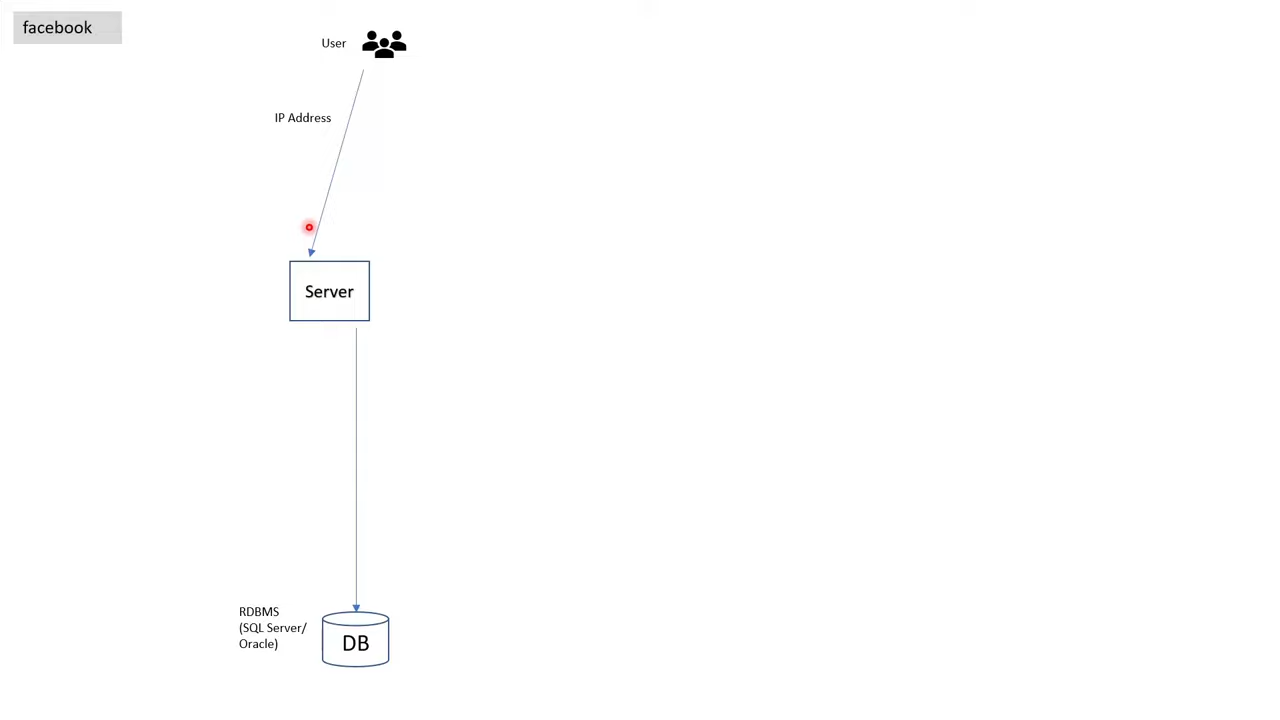 facebook
User
IP Address
Server
RDBMS
(SQL Server/
Oracle)
DB